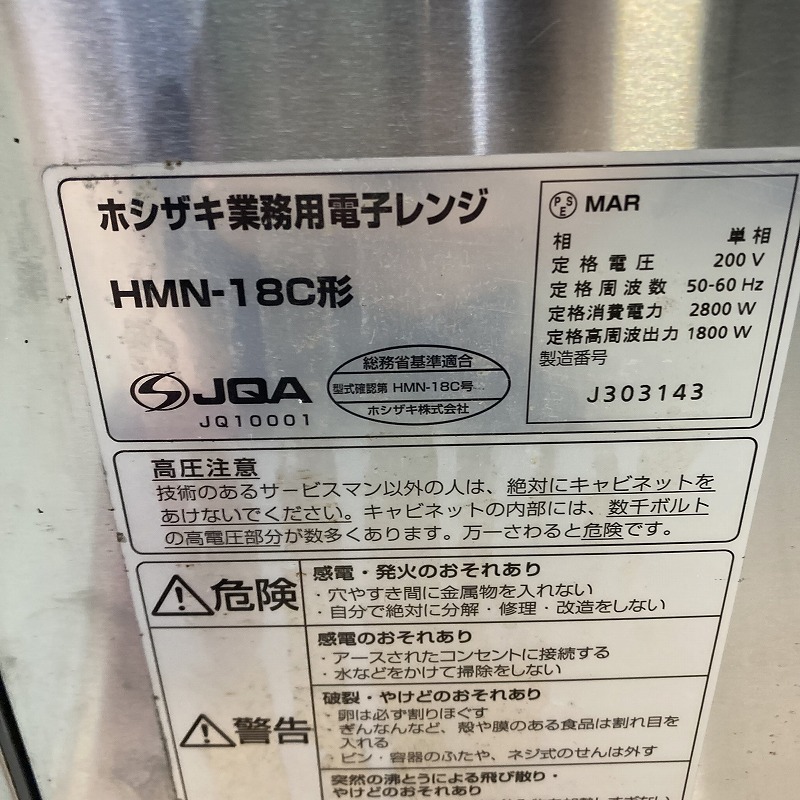 ホシザキ業務用電子レンジ
HMN-18C形
JQA
JQ10001
総務省基準適合
型式確認第 HMN-18C号
ホシザキ株式会社
PSE MAR
相 単相
定格電圧 200 V
定格周波数 50-60 Hz
定格消費電力 2800 W
定格高周波出力 1800 W
製造番号
J303143
高圧注意
技術のあるサービスマン以外の人は、絶対にキャビネットを
あけないでください。キャビネットの内部には、数千ボルト
の高電圧部分が数多くあります。万一さわると危険です。
危険
感電・発火のおそれあり
・穴やすき間に金属物を入れない
・自分で絶対に分解・修理・改造をしない
警告
感電のおそれあり
・アースされたコンセントに接続する
・水などをかけて掃除をしない
破裂・やけどのおそれあり
・卵は必ず割りほぐす
・ぎんなんなど、殻や膜のある食品は割れ目を
入れる
・ビン・容器のふたや、ネジ式のせんは外す
突然の沸とうによる飛び散り・
やけどのおそれあり